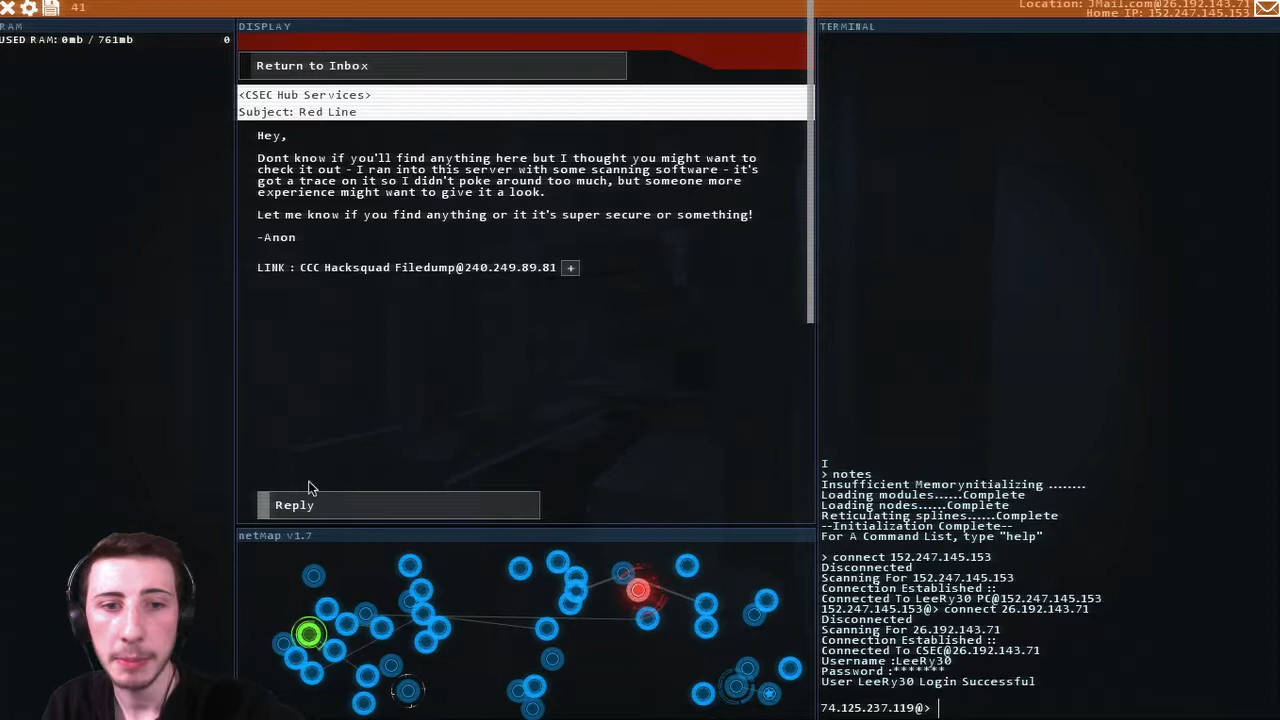 41
Location: JMail.com@26.192.143.71
Home IP: 152.247.145.153
RAM
USED RAM: 0mb / 761mb 0
DISPLAY
Return to Inbox
<CSEC Hub Services>
Subject: Red Line
Hey,
Dont know if you'll find anything here but I thought you might want to
check it out - I ran into this server with some scanning software - it's
got a trace on it so I didn't poke around too much, but someone more
experience might want to give it a look.
Let me know if you find anything or it it's super secure or something!
-Anon
LINK : CCC Hacksquad Filedump@240.249.89.81 +
Reply
netMap v1.7
TERMINAL
I
> notes
Insufficient Memorynitializing ........
Loading modules......Complete
Loading nodes......Complete
Reticulating splines......Complete
--Initialization Complete--
For A Command List, type "help"
> connect 152.247.145.153
Disconnected
Scanning For 152.247.145.153
Connection Established ::
Connected To LeeRy30 PC@152.247.145.153
152.247.145.153@> connect 26.192.143.71
Disconnected
Scanning For 26.192.143.71
Connection Established ::
Connected To CSEC@26.192.143.71
Username :LeeRy30
Password :*******
User LeeRy30 Login Successful
74.125.237.119@>